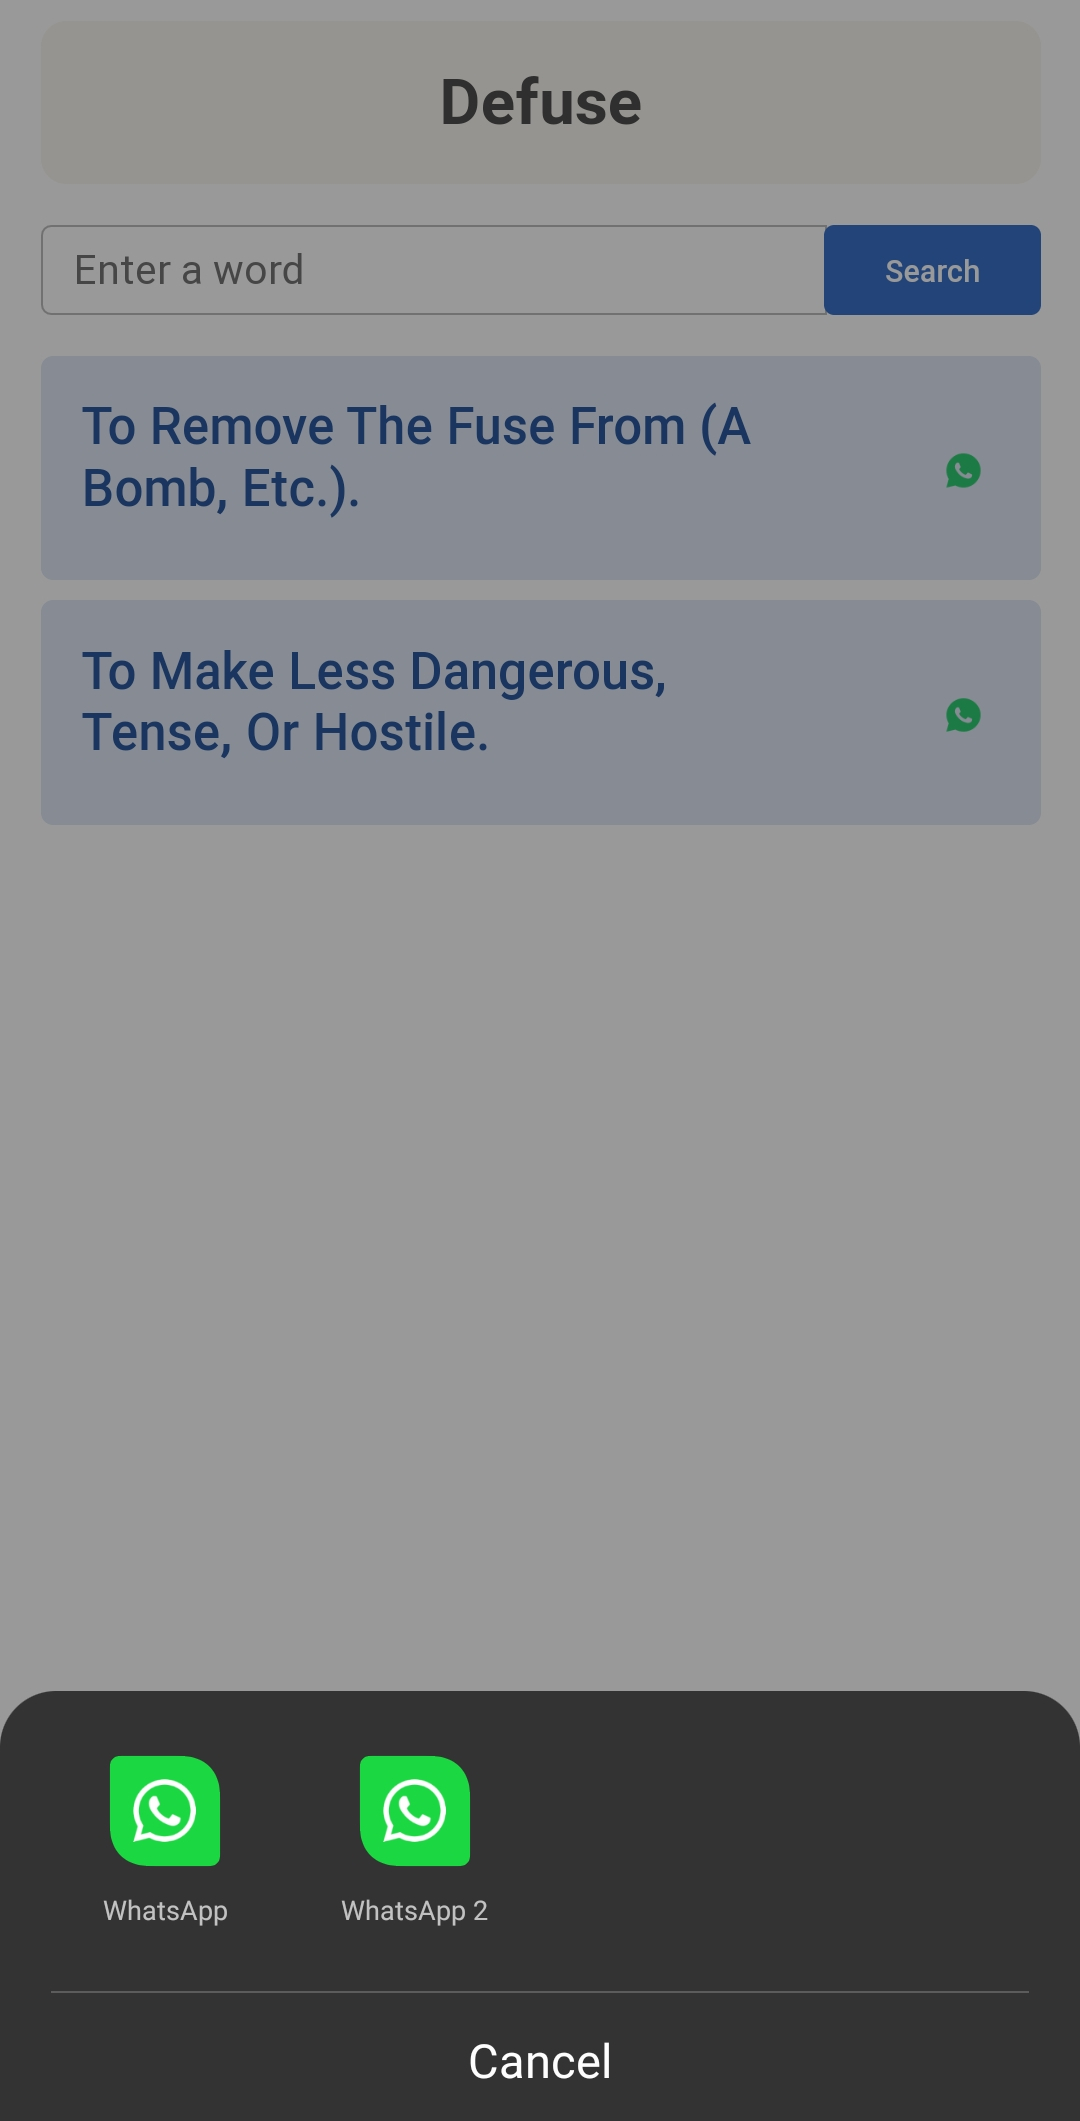 Defuse
Enter a word
Search
To Remove The Fuse From (A
Bomb, Etc.).
To Make Less Dangerous,
Tense, Or Hostile.
WhatsApp
WhatsApp 2
Cancel